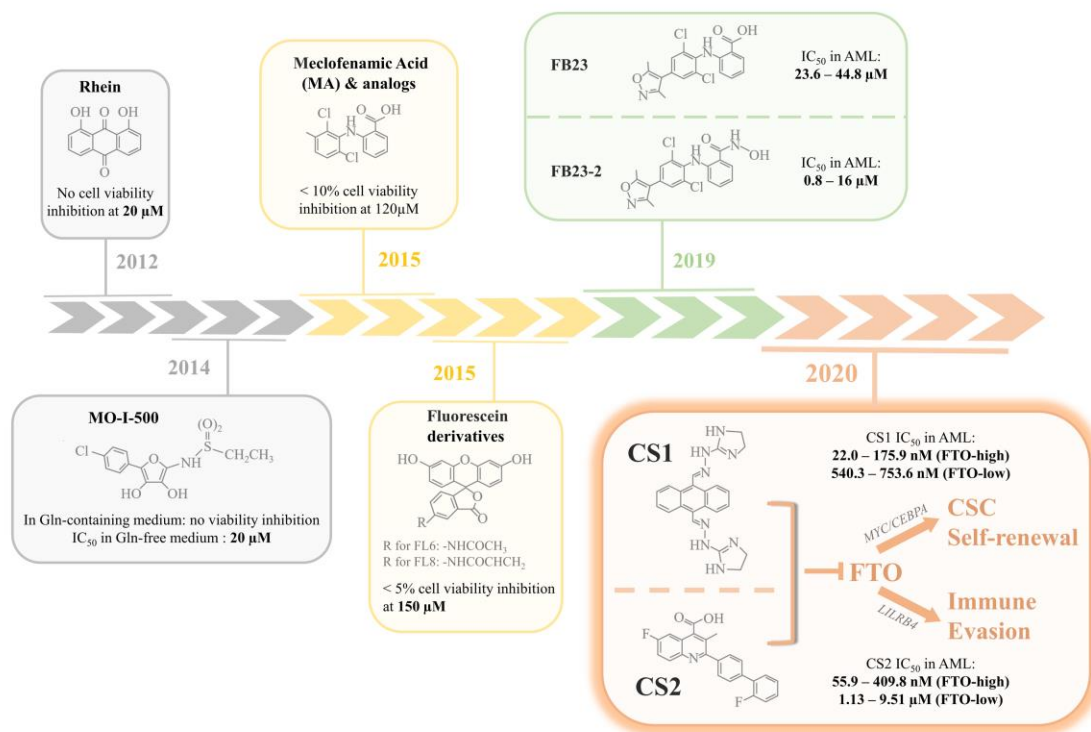 Rhein
OH
O
OH
O
No cell viability
inhibition at 20 µM
2012
Meclofenamic Acid
(MA) & analogs
Cl
H
N
O
OH
Cl
< 10% cell viability
inhibition at 120µM
2015
FB23
Cl
H
N
O
OH
Cl
O
N
IC50 in AML:
23.6 – 44.8 µM
FB23-2
Cl
H
N
O
H
N
OH
Cl
O
N
IC50 in AML:
0.8 – 16 µM
2019
2014
MO-I-500
(O)2
S
CH2CH3
NH
O
Cl
HO
OH
In Gln-containing medium: no viability inhibition
IC50 in Gln-free medium : 20 µM
2015
Fluorescein
derivatives
HO
O
OH
O
O
R
R for FL6: -NHCOCH3
R for FL8: -NHCOCHCH2
< 5% cell viability inhibition
at 150 µM
2020
CS1
HN
N
HN
N
N
NH
N
N
H
CS1 IC50 in AML:
22.0 – 175.9 nM (FTO-high)
540.3 – 753.6 nM (FTO-low)
MYC/CEBPA
CSC
Self-renewal
FTO
LILRB4
Immune
Evasion
CS2
O
OH
F
N
F
CS2 IC50 in AML:
55.9 – 409.8 nM (FTO-high)
1.13 – 9.51 µM (FTO-low)